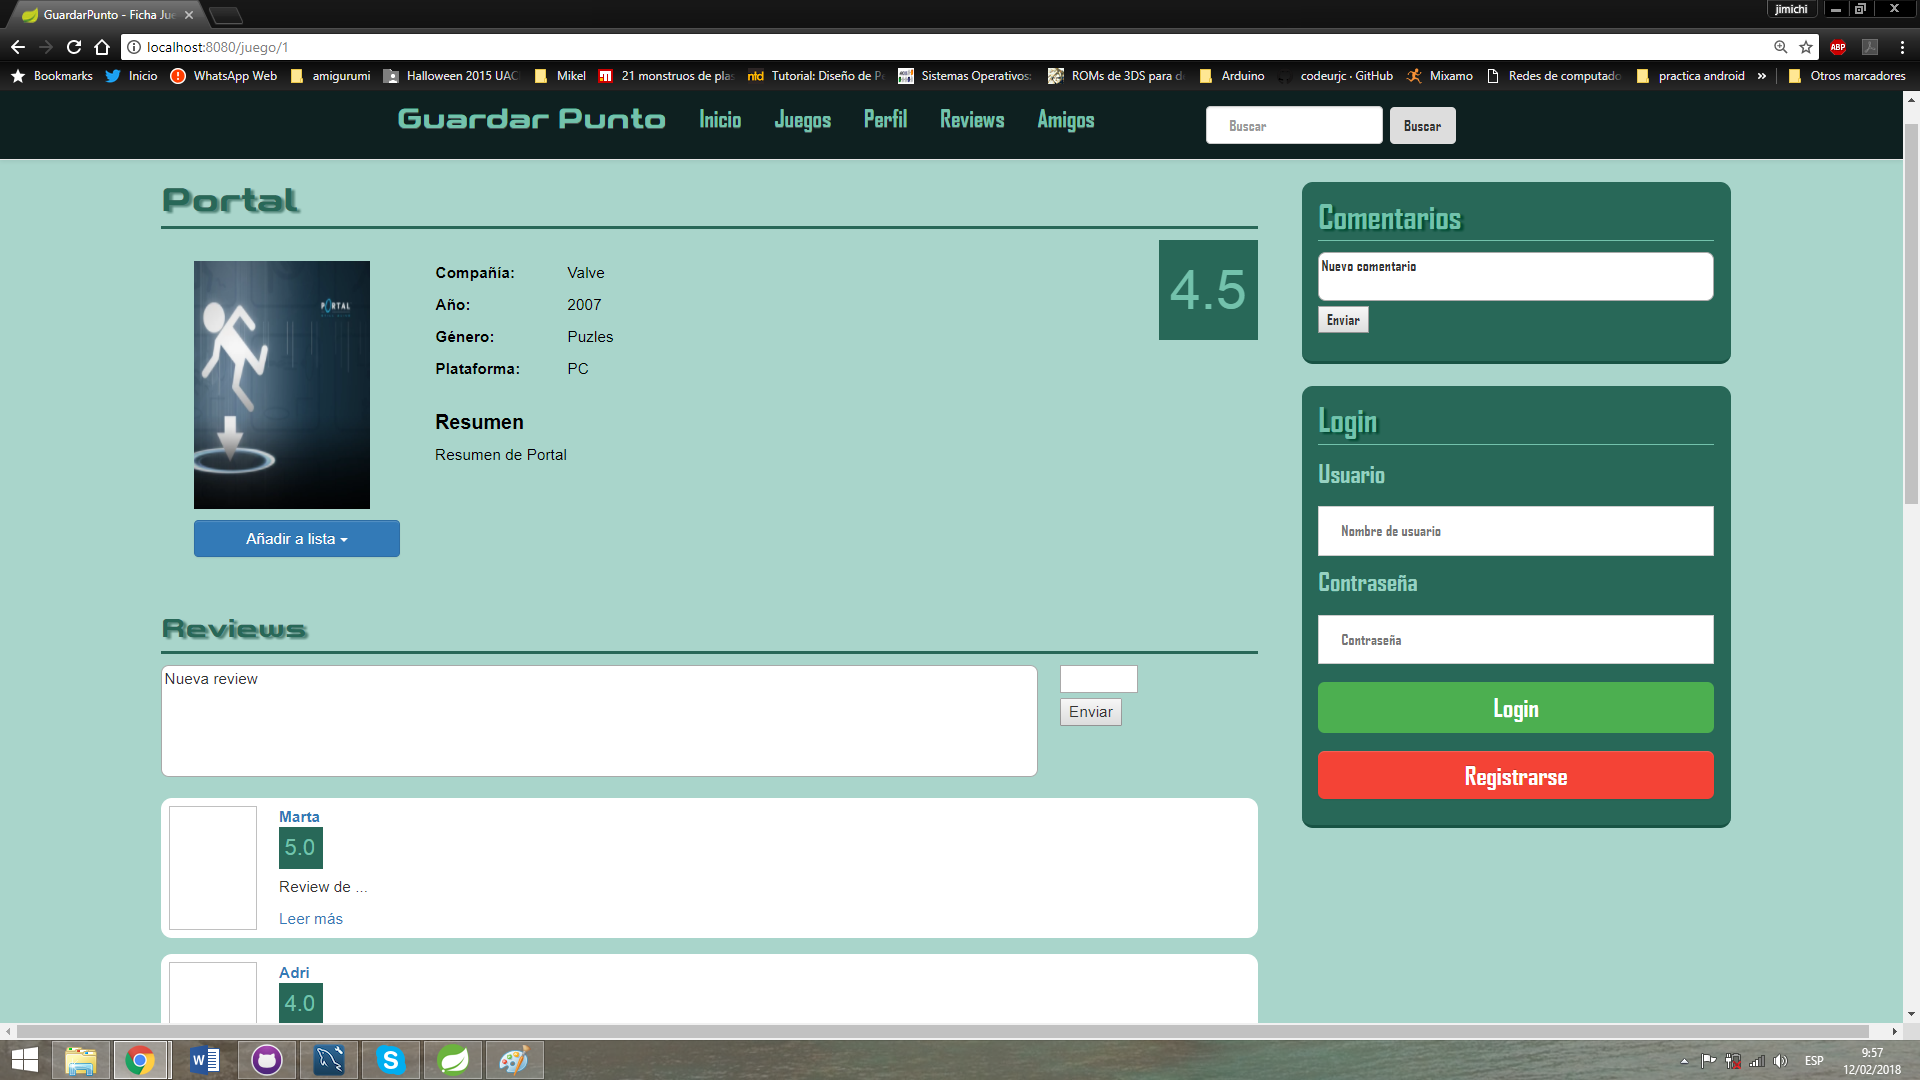 GuardarPunto - Ficha Jue
jimichi
localhost:8080/juego/1
ABP
Bookmarks
Inicio
WhatsApp Web
amigurumi
Halloween 2015 UAC
Mikel
21 monstruos de pla
nfd
Tutorial: Diseño de P
Sistemas Operativos:
ROMs de 3DS para d
Arduino
codeurjc · GitHub
Mixamo
Redes de computado
practica android
»
Otros marcadores
Guardar Punto
Inicio
Juegos
Perfil
Reviews
Amigos
Buscar
Buscar
Portal
PORTAL
Compañía: Valve
Año: 2007
Género: Puzles
Plataforma: PC
4.5
Resumen
Resumen de Portal
Añadir a lista
Reviews
Nueva review
Enviar
Marta
5.0
Review de ...
Leer más
Adri
4.0
Comentarios
Nuevo comentario
Enviar
Login
Usuario
Nombre de usuario
Contraseña
Contraseña
Login
Registrarse
ESP
9:57
12/02/2018